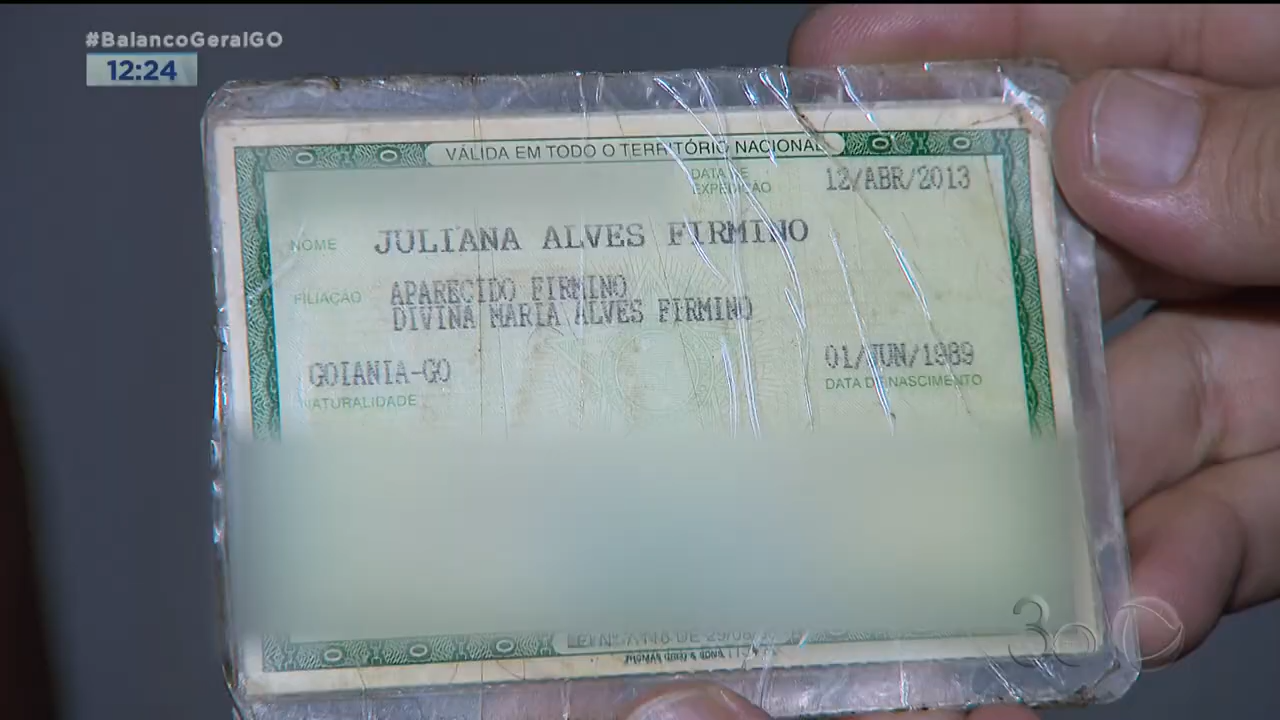 #BalancoGeralGO
12:24
VÁLIDA EM TODO O TERRITÓRIO NACIONAL
DATA DE
EXPEDIÇÃO
12/ABR/2013
NOME
JULIANA ALVES FIRMINO
FILIAÇÃO
APARECIDO FIRMINO
DIVINA MARIA ALVES FIRMINO
GOIANIA-GO
NATURALIDADE
01/JUN/1989
DATA DE NASCIMENTO
30